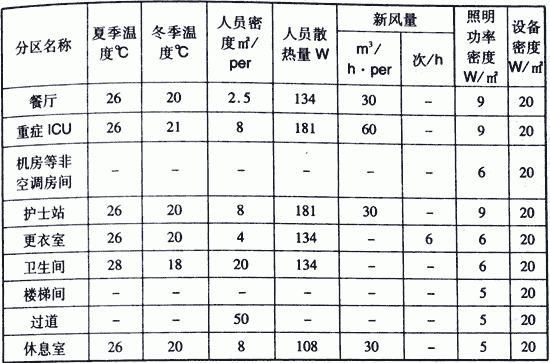 分区名称 夏季温度℃ 冬季温度℃ 人员密度㎡/per 人员散热量W 新风量 m³/h·per 次/h 照明功率密度W/㎡ 设备密度W/㎡
餐厅 26 20 2.5 134 30 - 9 20
重症ICU 26 21 8 181 60 - 9 20
机房等非空调房间 - - - - - - 6 20
护士站 26 20 8 181 30 - 9 20
更衣室 26 20 4 134 - 6 6 20
卫生间 28 18 20 134 - - 6 20
楼梯间 - - - - - - 5 20
过道 - - 50 - - - 5 20
休息室 26 20 8 108 30 - 5 20